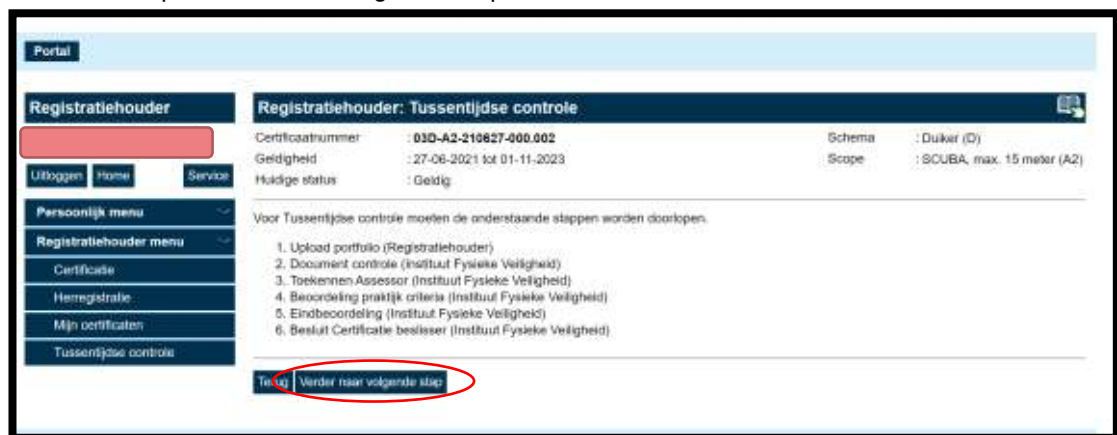 Portal
Registratiehouder
Uitloggen Home Service
Persoonlijk menu
Registratiehouder menu
Certificatie
Herregistratie
Mijn certificaten
Tussentijdse controle
Registratiehouder: Tussentijdse controle
Certificaatnummer : 03D-A2-210627-000.002 Schema : Duiker (D)
Geldigheid : 27-06-2021 tot 01-11-2023 Scope : SCUBA, max. 15 meter (A2)
Huidige status : Geldig
Voor Tussentijdse controle moeten de onderstaande stappen worden doorlopen.
1. Upload portfolio (Registratiehouder)
2. Document controle (Instituut Fysieke Veiligheid)
3. Toekennen Assessor (Instituut Fysieke Veiligheid)
4. Beoordeling praktijk criteria (Instituut Fysieke Veiligheid)
5. Eindbeoordeling (Instituut Fysieke Veiligheid)
6. Besluit Certificatie beslisser (Instituut Fysieke Veiligheid)
Terug Verder naar volgende stap